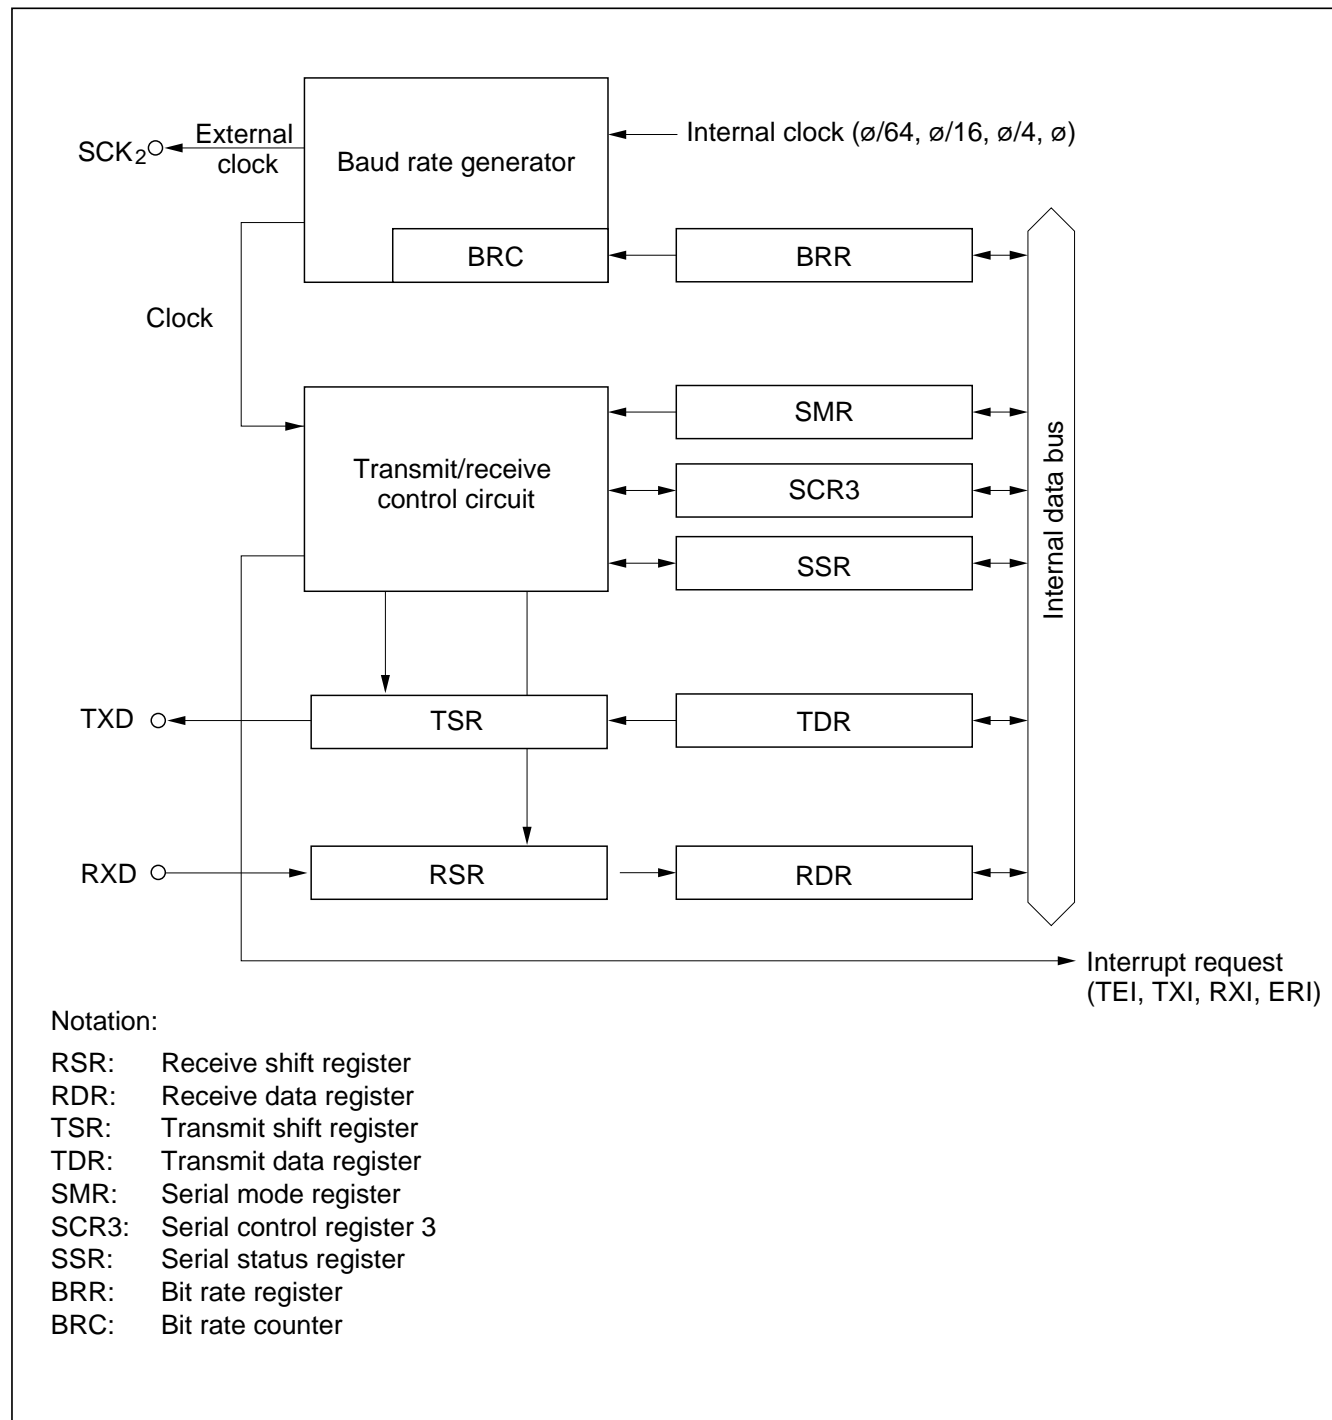 External
clock
SCK2
Baud rate generator
Internal clock (ø/64, ø/16, ø/4, ø)
BRC
BRR
Clock
Transmit/receive
control circuit
SMR
SCR3
SSR
Internal data bus
TXD
TSR
TDR
RXD
RSR
RDR
Interrupt request
(TEI, TXI, RXI, ERI)
Notation:
RSR: Receive shift register
RDR: Receive data register
TSR: Transmit shift register
TDR: Transmit data register
SMR: Serial mode register
SCR3: Serial control register 3
SSR: Serial status register
BRR: Bit rate register
BRC: Bit rate counter